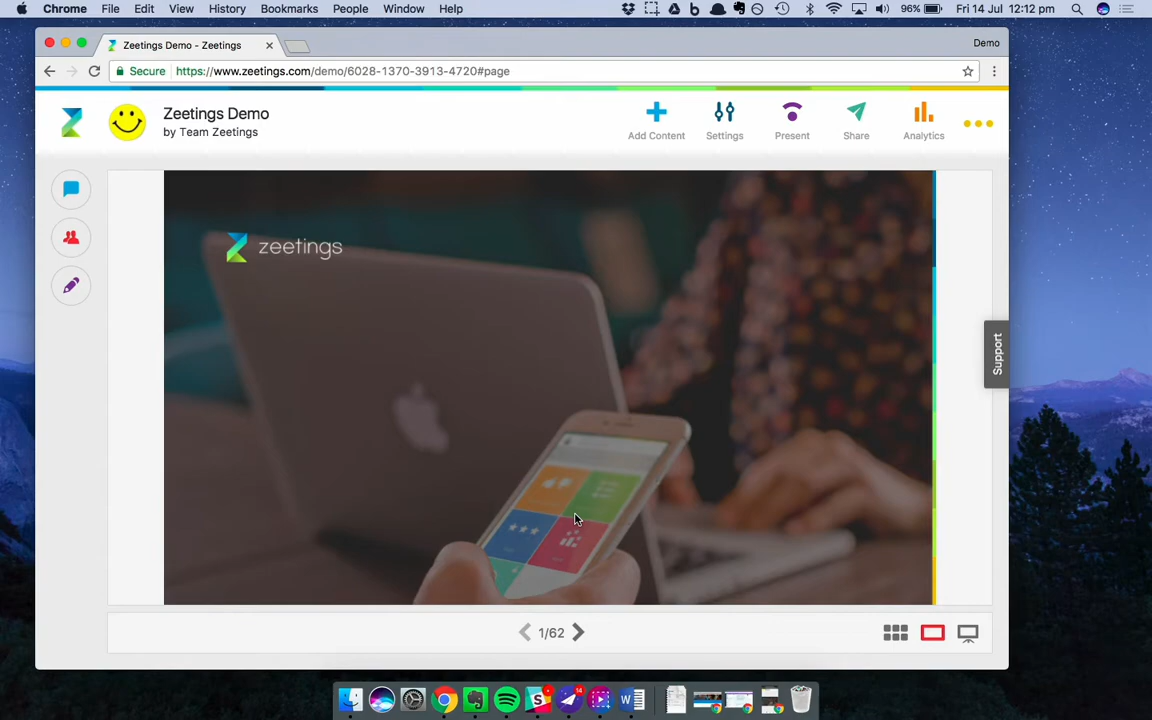 Chrome File Edit View History Bookmarks People Window Help 96% Fri 14 Jul 12:12 pm
Zeetings Demo - Zeetings Demo
Secure https://www.zeetings.com/demo/6028-1370-3913-4720#page
Zeetings Demo
by Team Zeetings
Add Content Settings Present Share Analytics
zeetings
Support
1/62
14